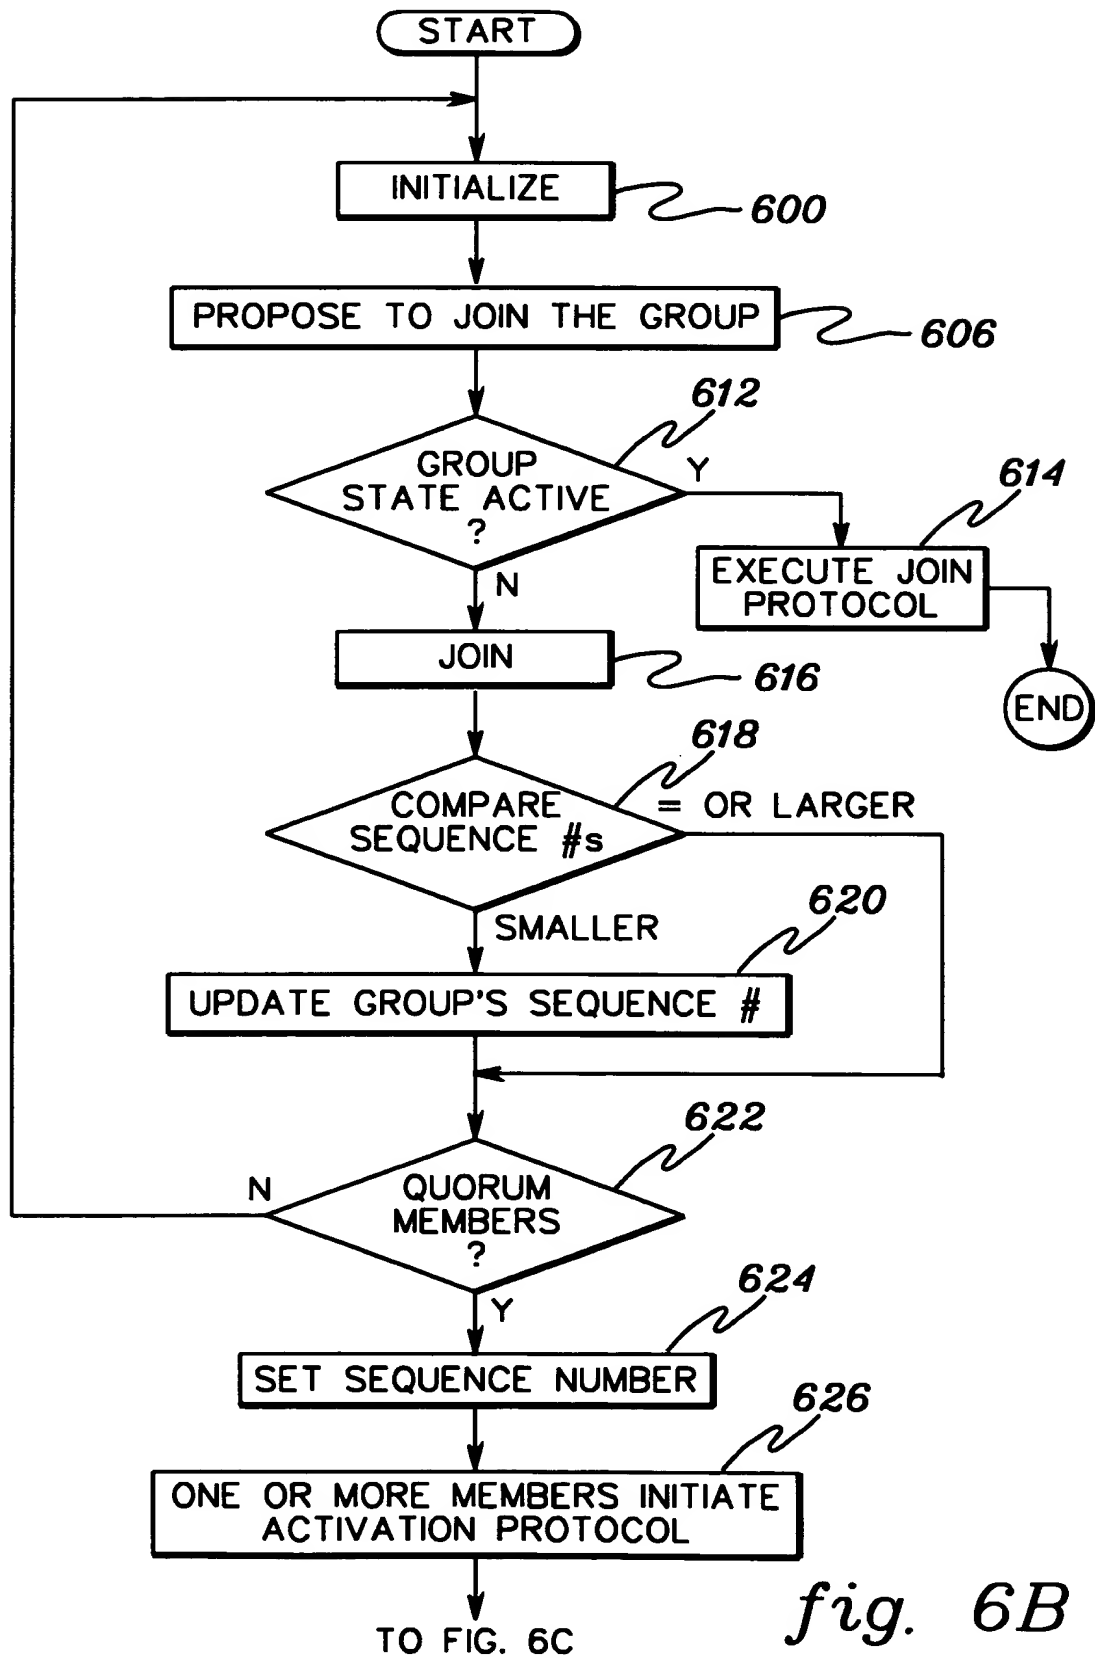 START
INITIALIZE
600
PROPOSE TO JOIN THE GROUP
606
612
GROUP
STATE ACTIVE
?
Y
N
614
EXECUTE JOIN
PROTOCOL
END
JOIN
616
618
COMPARE
SEQUENCE #s
= OR LARGER
SMALLER
620
UPDATE GROUP'S SEQUENCE #
622
QUORUM
MEMBERS
?
N
Y
624
SET SEQUENCE NUMBER
626
ONE OR MORE MEMBERS INITIATE
ACTIVATION PROTOCOL
TO FIG. 6C
fig. 6B